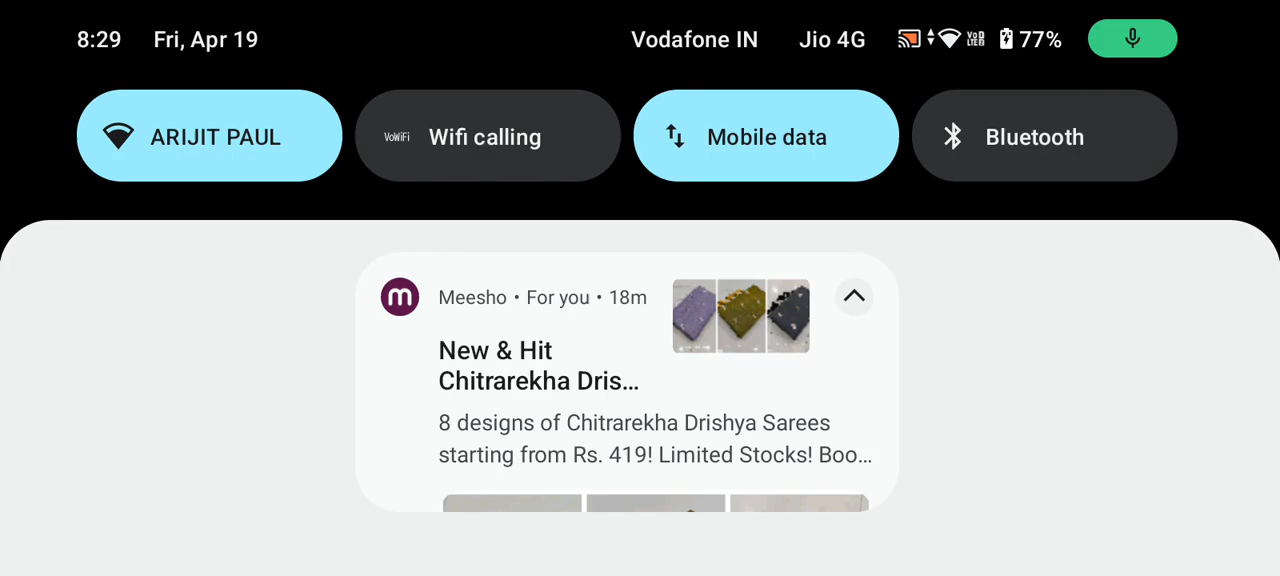 8:29 Fri, Apr 19 Vodafone IN Jio 4G 77%
ARIJIT PAUL VoWiFi Wifi calling Mobile data Bluetooth
m Meesho • For you • 18m
New & Hit
Chitrarekha Dris...
8 designs of Chitrarekha Drishya Sarees
starting from Rs. 419! Limited Stocks! Boo...